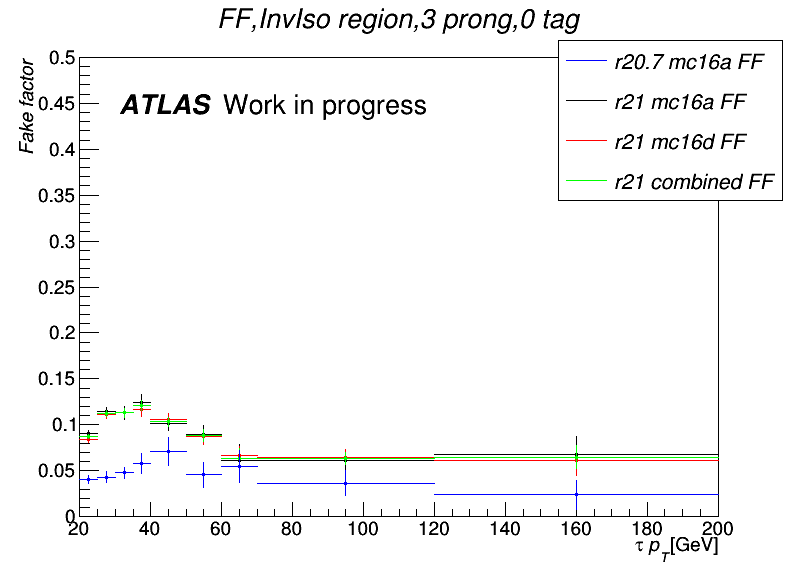 FF,InvIso region,3 prong,0 tag
r20.7 mc16a FF
r21 mc16a FF
r21 mc16d FF
r21 combined FF
ATLAS Work in progress
Fake factor
0.5
0.45
0.4
0.35
0.3
0.25
0.2
0.15
0.1
0.05
0
20 40 60 80 100 120 140 160 180 200
τ p_T[GeV]